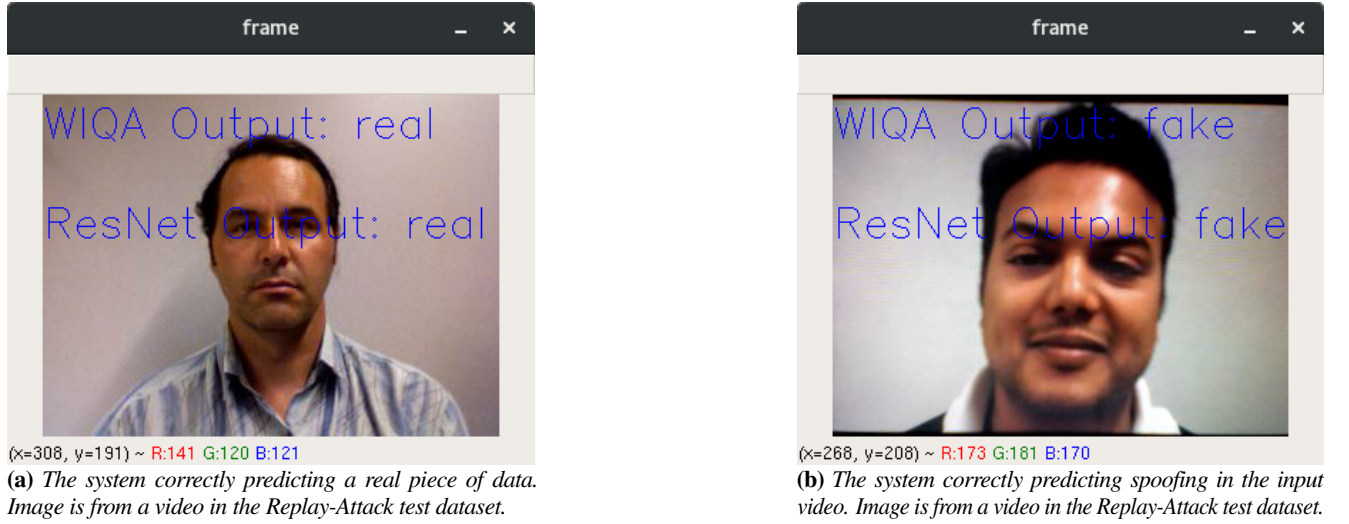 frame
WIQA Output: real
ResNet Output: real
(x=308, y=191) ~ R:141 G:120 B:121
(a) The system correctly predicting a real piece of data.
Image is from a video in the Replay-Attack test dataset.
frame
WIQA Output: fake
ResNet Output: fake
(x=268, y=208) ~ R:173 G:181 B:170
(b) The system correctly predicting spoofing in the input
video. Image is from a video in the Replay-Attack test dataset.